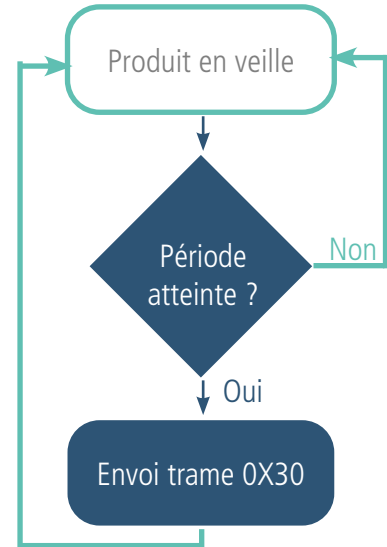 Produit en veille
Période
atteinte ?
Non
Oui
Envoi trame 0X30